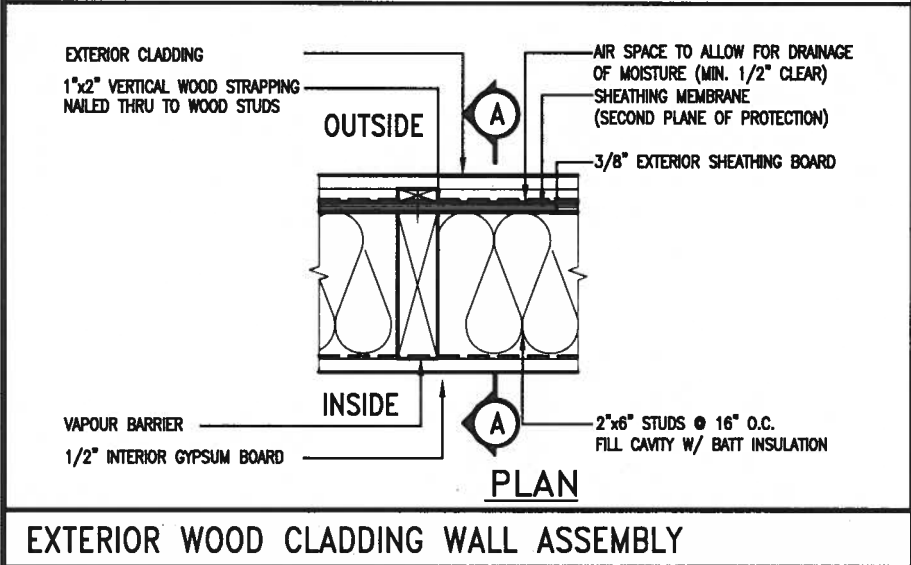 EXTERIOR CLADDING
1"x2" VERTICAL WOOD STRAPPING
NAILED THRU TO WOOD STUDS
OUTSIDE
A
AIR SPACE TO ALLOW FOR DRAINAGE
OF MOISTURE (MIN. 1/2" CLEAR)
SHEATHING MEMBRANE
(SECOND PLANE OF PROTECTION)
3/8" EXTERIOR SHEATHING BOARD
INSIDE
A
VAPOUR BARRIER
1/2" INTERIOR GYPSUM BOARD
2"x6" STUDS @ 16" O.C.
FILL CAVITY W/ BATT INSULATION
PLAN
EXTERIOR WOOD CLADDING WALL ASSEMBLY